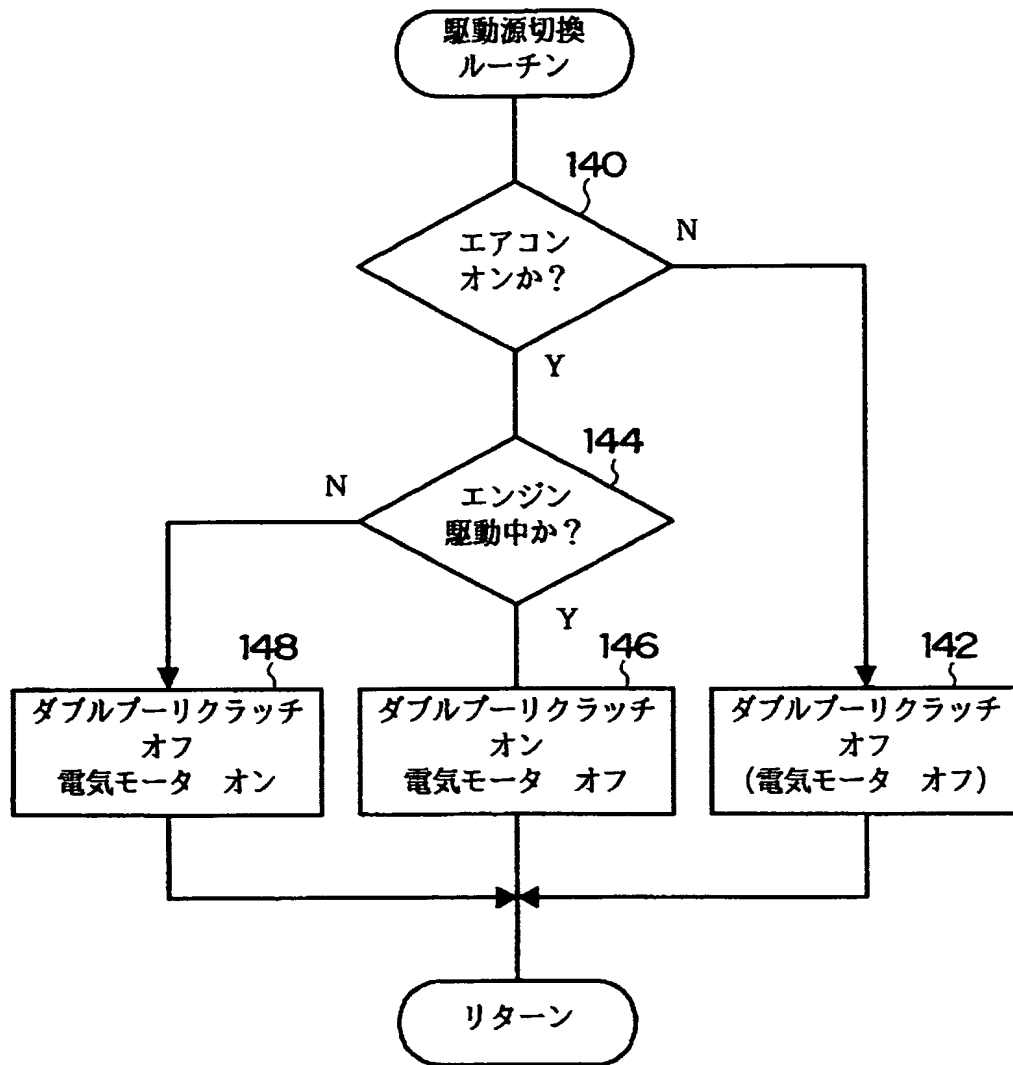 駆動源切換
ルーチン
140
エアコン
オンか？
N
Y
144
エンジン
駆動中か？
N
Y
148
ダブルプーリクラッチ
オフ
電気モータ　オン
146
ダブルプーリクラッチ
オン
電気モータ　オフ
142
ダブルプーリクラッチ
オフ
(電気モータ　オフ)
リターン